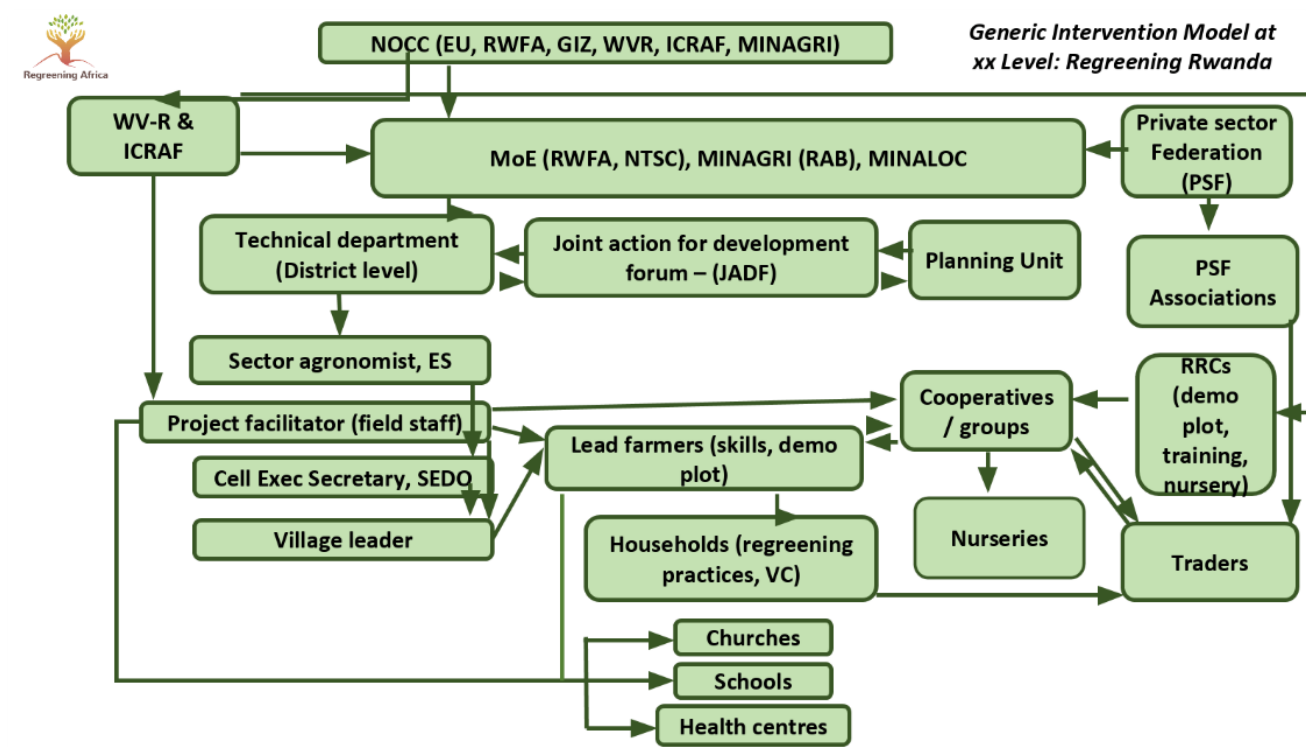 Regreening Africa
NOCC (EU, RWFA, GIZ, WVR, ICRAF, MINAGRI)
Generic Intervention Model at
xx Level: Regreening Rwanda
WV-R &
ICRAF
MoE (RWFA, NTSC), MINAGRI (RAB), MINALOC
Private sector
Federation
(PSF)
Technical department
(District level)
Joint action for development
forum – (JADF)
Planning Unit
PSF
Associations
Sector agronomist, ES
Project facilitator (field staff)
Cell Exec Secretary, SEDO
Village leader
Lead farmers (skills, demo
plot)
Cooperatives
/ groups
RRCs
(demo
plot,
training,
nursery)
Households (regreening
practices, VC)
Nurseries
Traders
Churches
Schools
Health centres